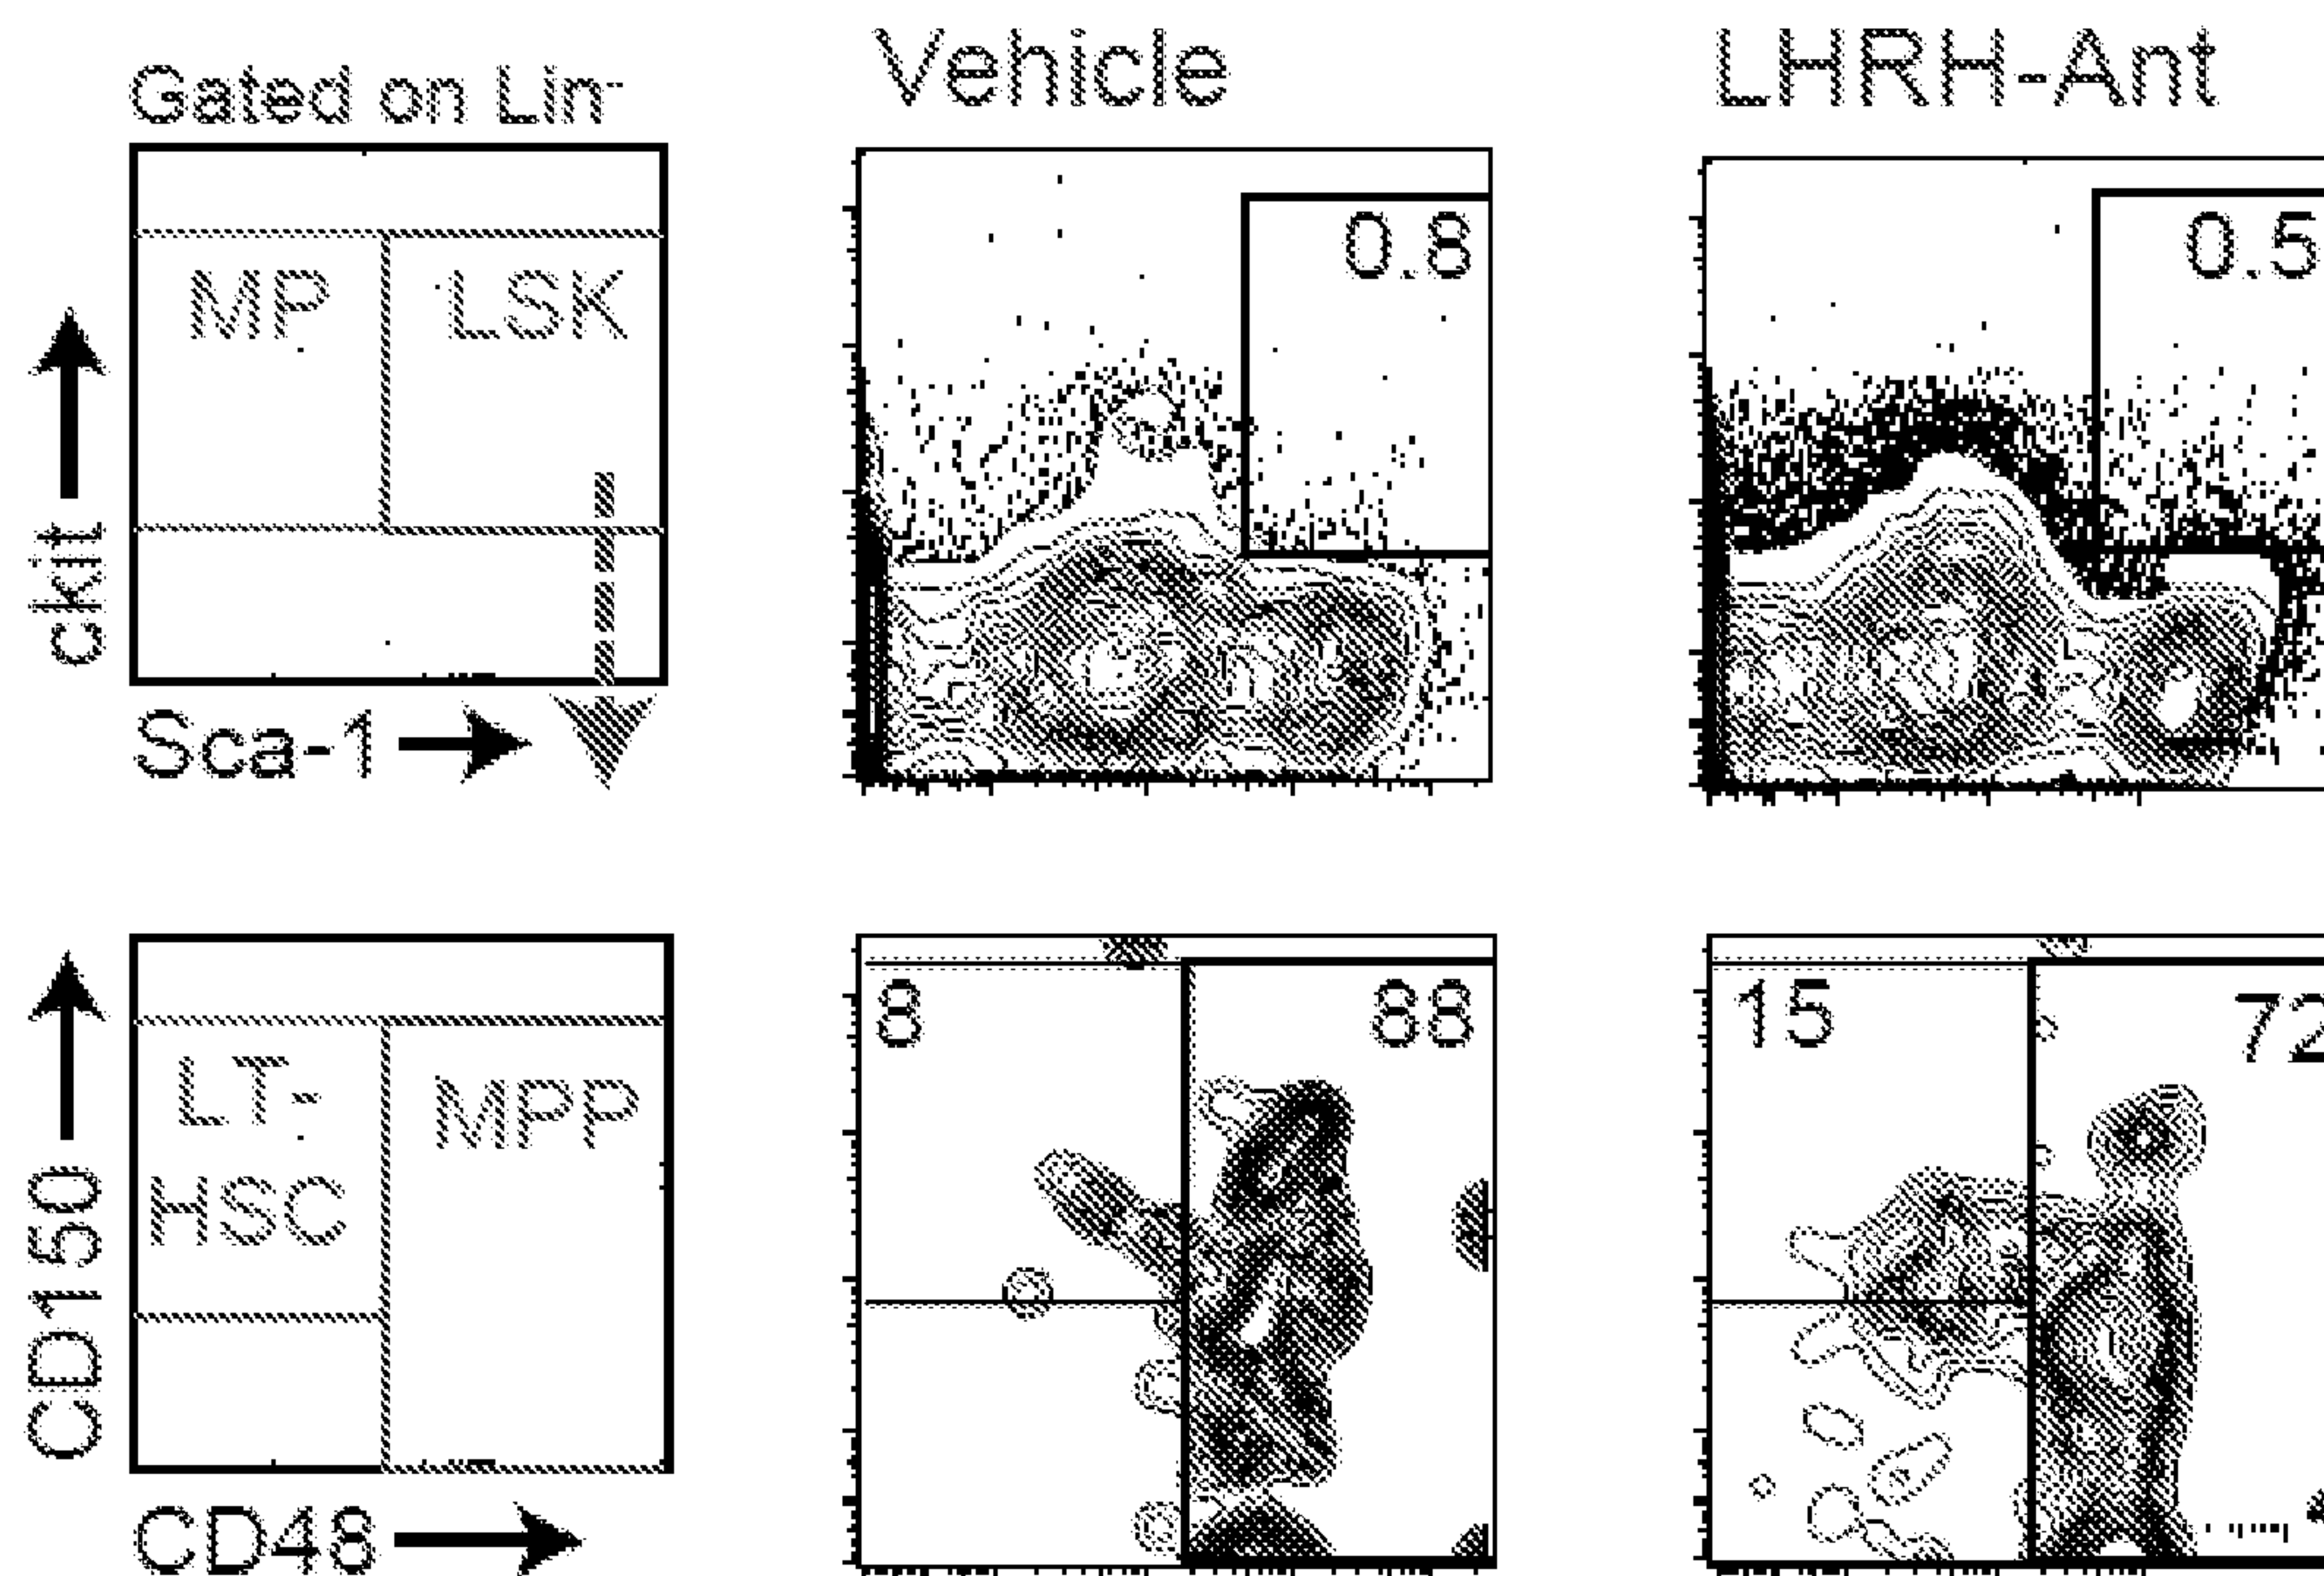 Gated on Lin-
Vehicle
LHRH-Ant
MP
LSK
0.8
0.5
ckit
Sca-1
LT-
HSC
MPP
8
88
15
72
CD150
CD48